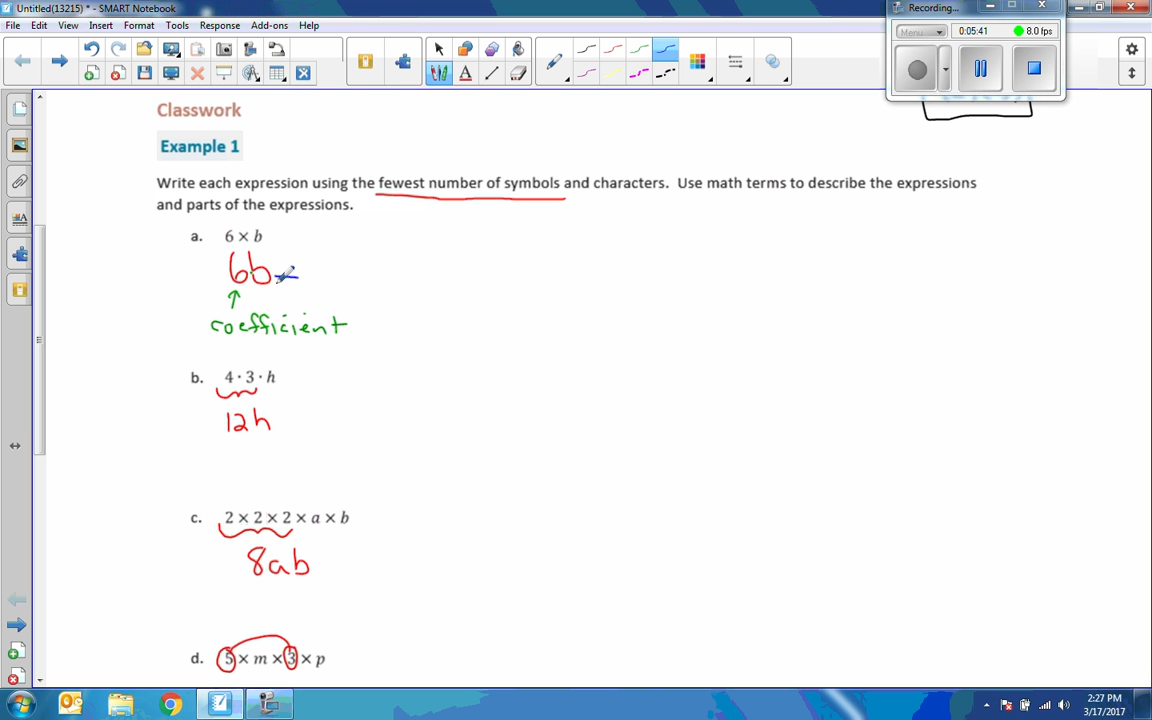 Untitled(13215) * - SMART Notebook
Recording...
File Edit View Insert Format Tools Response Add-ons Help
Menu 0:05:41 8.0 fps
Classwork
Example 1
Write each expression using the fewest number of symbols and characters. Use math terms to describe the expressions
and parts of the expressions.
a. 6 × b
6b
coefficient
b. 4 · 3 · h
12h
c. 2 × 2 × 2 × a × b
8ab
d. 5 × m × 3 × p
2:27 PM
3/17/2017